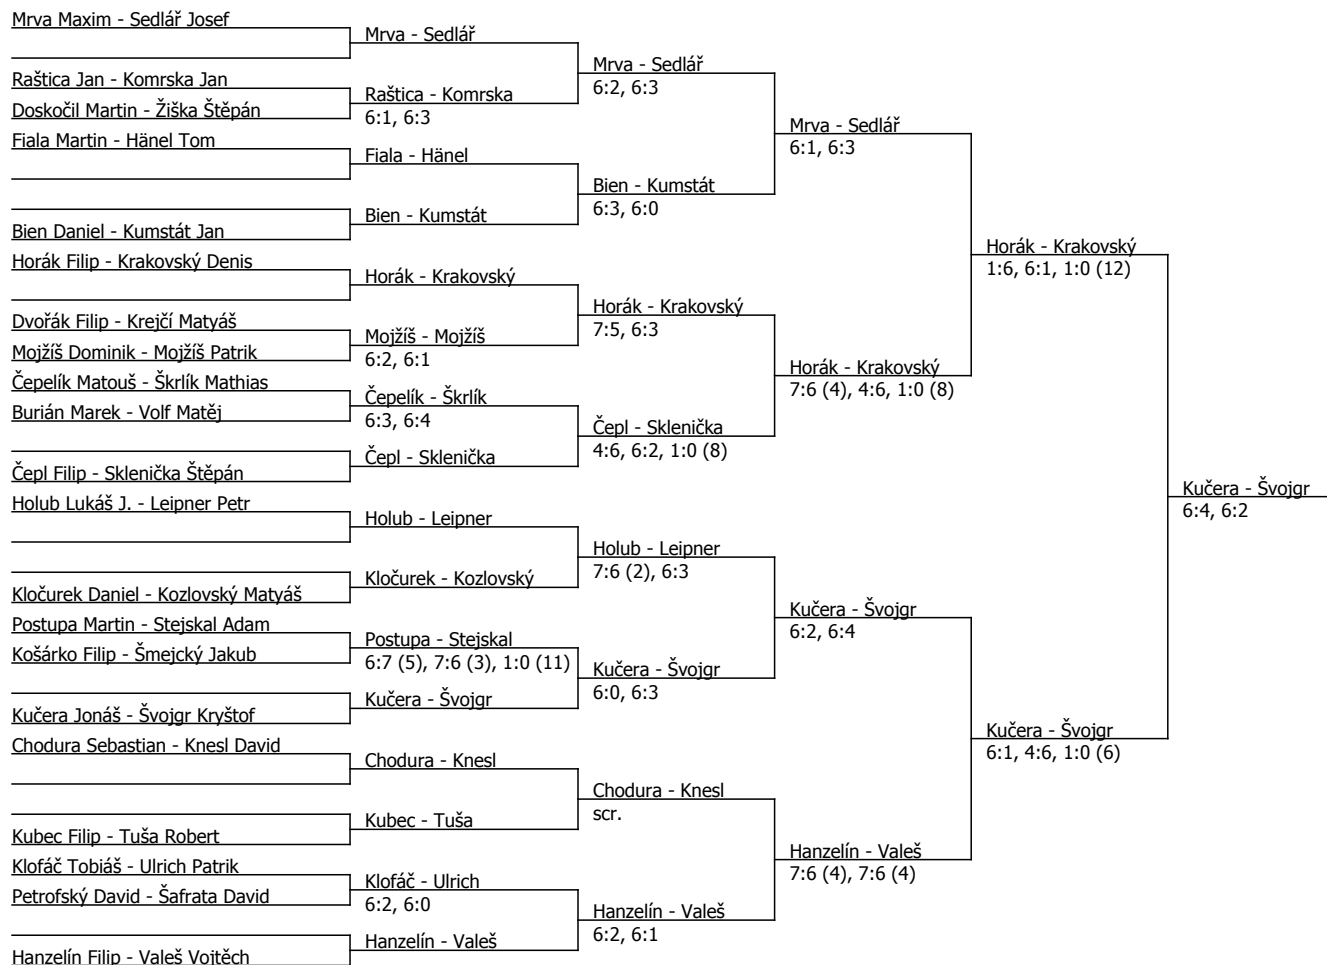 Mrva Maxim - Sedlář Josef
Raštica Jan - Komrska Jan
Doskočil Martin - Žiška Štěpán
Fiala Martin - Hänel Tom
Bien Daniel - Kumstát Jan
Horák Filip - Krakovský Denis
Dvořák Filip - Krejčí Matyáš
Mojžíš Dominik - Mojžíš Patrik
Čepelík Matouš - Škrlík Mathias
Burián Marek - Volf Matěj
Čepl Filip - Sklenička Štěpán
Holub Lukáš J. - Leipner Petr
Kločurek Daniel - Kozlovský Matyáš
Postupa Martin - Stejskal Adam
Košárko Filip - Šmejcký Jakub
Kučera Jonáš - Švojgr Kryštof
Chodura Sebastian - Knesl David
Kubec Filip - Tuša Robert
Klofáč Tobiáš - Ulrich Patrik
Petrofský David - Šafrata David
Hanzelín Filip - Valeš Vojtěch
Mrva - Sedlář
Raštica - Komrska
6:1, 6:3
Fiala - Hänel
Bien - Kumstát
Horák - Krakovský
Mojžíš - Mojžíš
6:2, 6:1
Čepelík - Škrlík
6:3, 6:4
Čepl - Sklenička
Holub - Leipner
Kločurek - Kozlovský
Postupa - Stejskal
6:7 (5), 7:6 (3), 1:0 (11)
Kučera - Švojgr
Chodura - Knesl
Kubec - Tuša
Klofáč - Ulrich
6:2, 6:0
Hanzelín - Valeš
Mrva - Sedlář
6:2, 6:3
Bien - Kumstát
6:3, 6:0
Horák - Krakovský
7:5, 6:3
Čepl - Sklenička
4:6, 6:2, 1:0 (8)
Holub - Leipner
7:6 (2), 6:3
Kučera - Švojgr
6:0, 6:3
Chodura - Knesl
scr.
Hanzelín - Valeš
6:2, 6:1
Mrva - Sedlář
6:1, 6:3
Horák - Krakovský
7:6 (4), 4:6, 1:0 (8)
Kučera - Švojgr
6:2, 6:4
Hanzelín - Valeš
7:6 (4), 7:6 (4)
Horák - Krakovský
1:6, 6:1, 1:0 (12)
Kučera - Švojgr
6:1, 4:6, 1:0 (6)
Kučera - Švojgr
6:4, 6:2